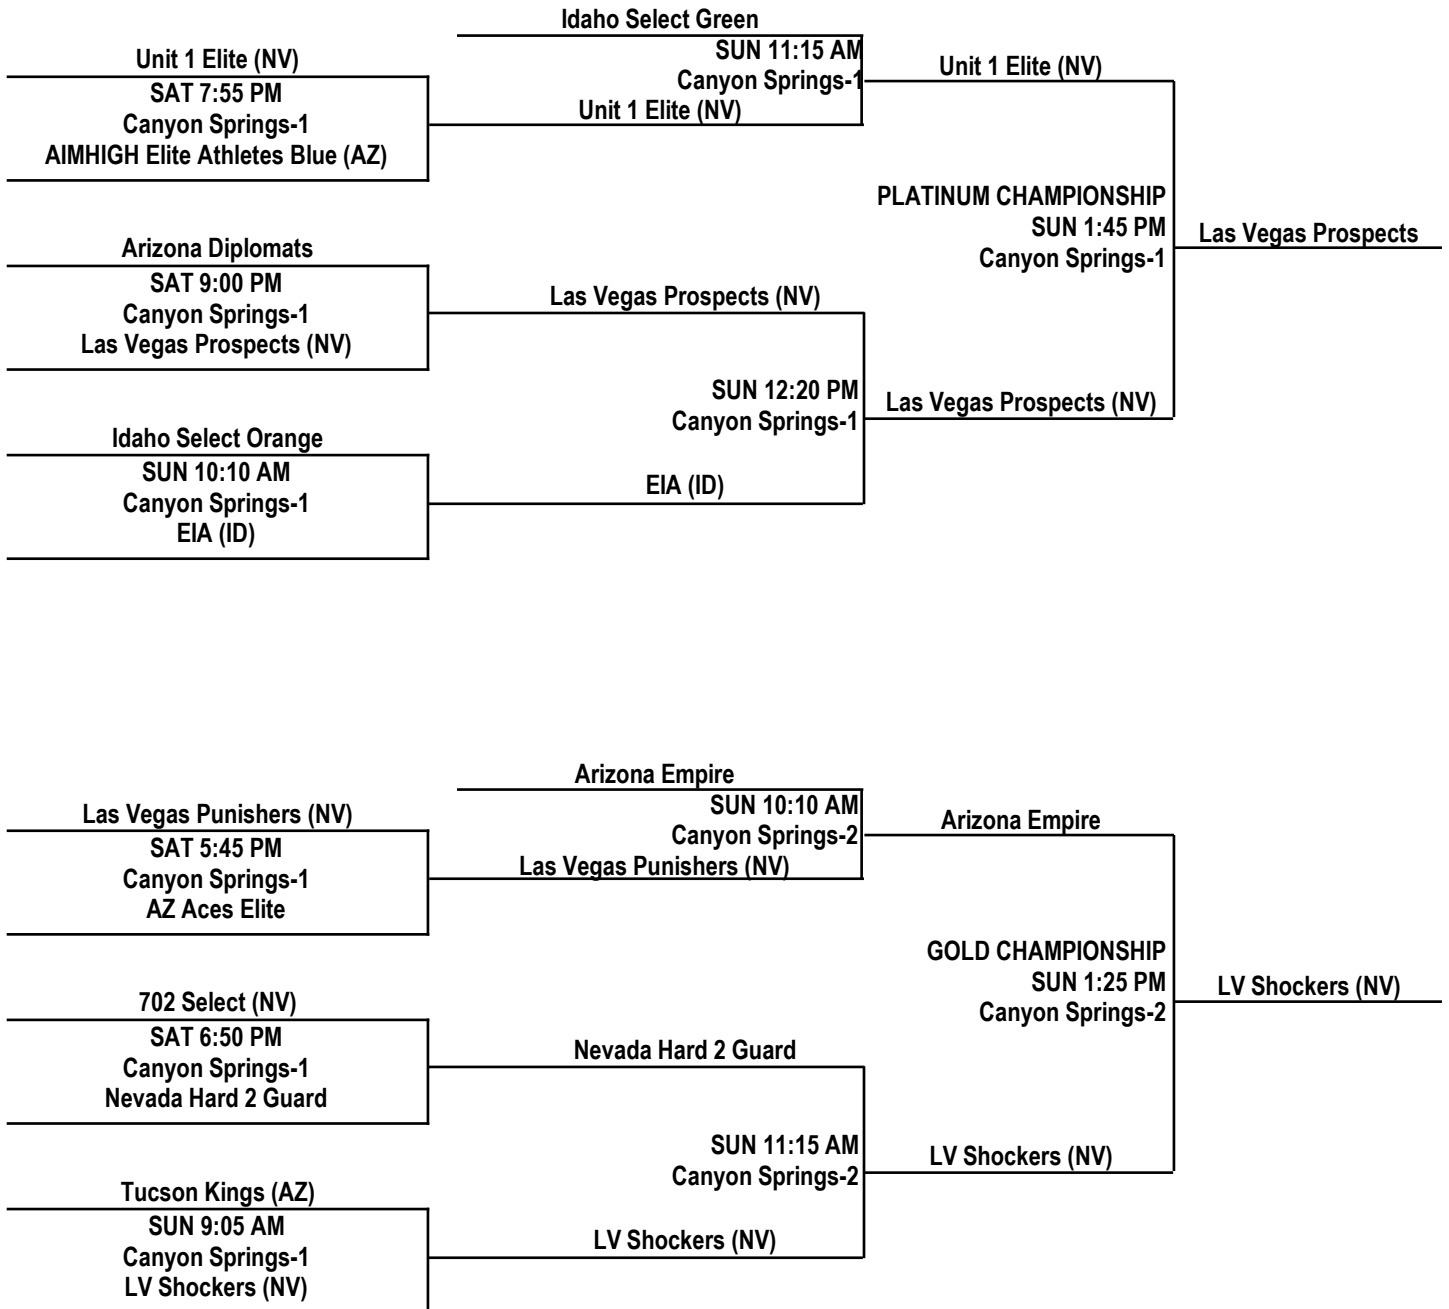 Idaho Select Green
Unit 1 Elite (NV)
SUN 11:15 AM
Canyon Springs-1
Unit 1 Elite (NV)
SAT 7:55 PM
Canyon Springs-1
Unit 1 Elite (NV)
AIMHIGH Elite Athletes Blue (AZ)
PLATINUM CHAMPIONSHIP
SUN 1:45 PM
Canyon Springs-1
Las Vegas Prospects
Arizona Diplomats
SAT 9:00 PM
Canyon Springs-1
Las Vegas Prospects (NV)
Las Vegas Prospects (NV)
SUN 12:20 PM
Canyon Springs-1
Las Vegas Prospects (NV)
Idaho Select Orange
SUN 10:10 AM
Canyon Springs-1
EIA (ID)
EIA (ID)
Arizona Empire
Las Vegas Punishers (NV)
SUN 10:10 AM
Canyon Springs-2
Arizona Empire
SAT 5:45 PM
Canyon Springs-1
Las Vegas Punishers (NV)
AZ Aces Elite
GOLD CHAMPIONSHIP
SUN 1:25 PM
Canyon Springs-2
LV Shockers (NV)
702 Select (NV)
SAT 6:50 PM
Canyon Springs-1
Nevada Hard 2 Guard
Nevada Hard 2 Guard
SUN 11:15 AM
Canyon Springs-2
LV Shockers (NV)
Tucson Kings (AZ)
SUN 9:05 AM
Canyon Springs-1
LV Shockers (NV)
LV Shockers (NV)